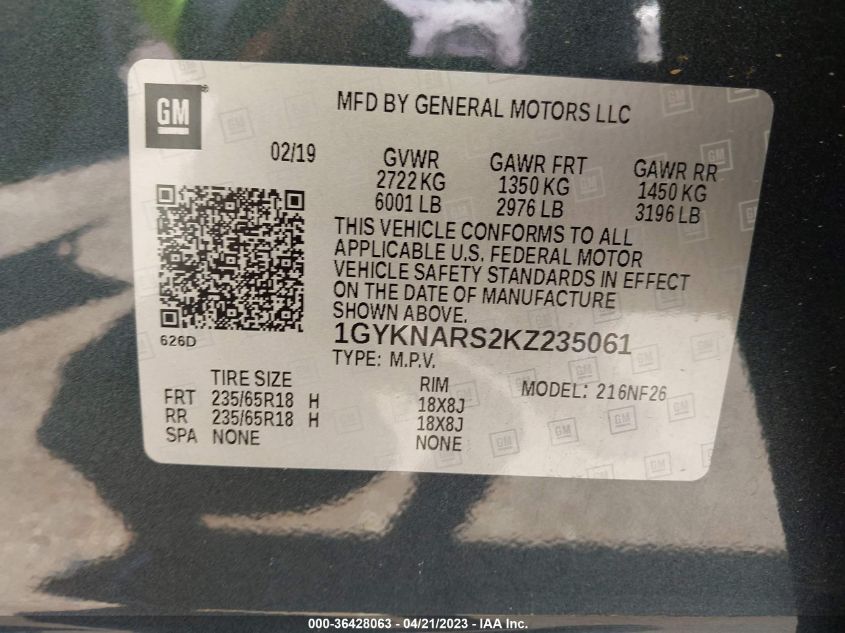 GM
MFD BY GENERAL MOTORS LLC
02/19
GVWR
2722 KG
6001 LB
GAWR FRT
1350 KG
2976 LB
GAWR RR
1450 KG
3196 LB
THIS VEHICLE CONFORMS TO ALL
APPLICABLE U.S. FEDERAL MOTOR
VEHICLE SAFETY STANDARDS IN EFFECT
ON THE DATE OF MANUFACTURE
SHOWN ABOVE.
626D
1GYKNARS2KZ235061
TYPE: M.P.V.
MODEL: 216NF26
TIRE SIZE RIM
FRT 235/65R18 H 18X8J
RR 235/65R18 H 18X8J
SPA NONE NONE
000-36428063 - 04/21/2023 - IAA Inc.